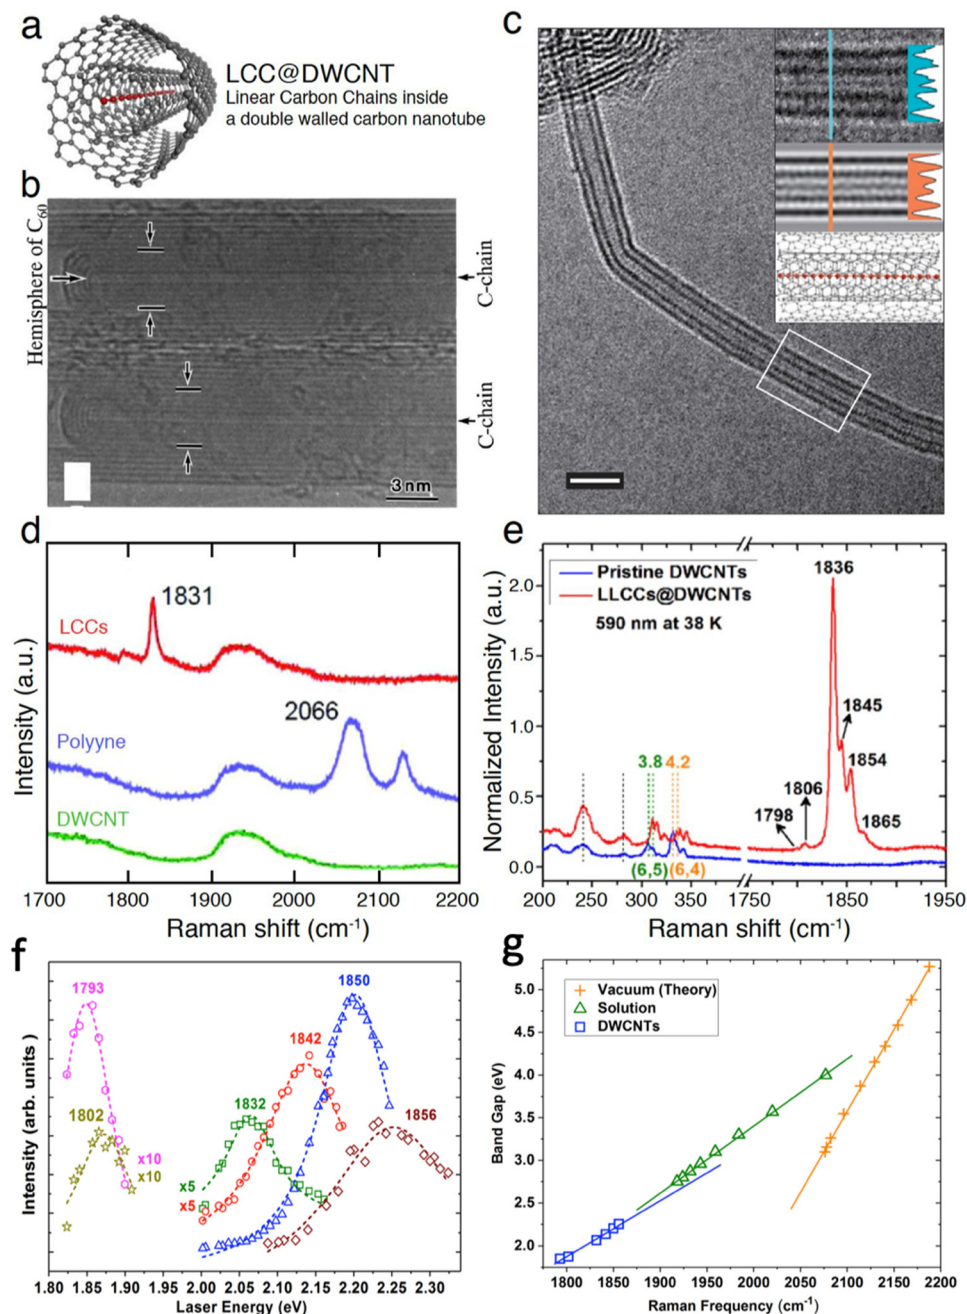 a
LCC@DWCNT
Linear Carbon Chains inside
a double walled carbon nanotube
b
Hemisphere of C60
C-chain
C-chain
3 nm
c
d
1831
LCCs
2066
Polyyne
DWCNT
Intensity (a.u.)
1700 1800 1900 2000 2100 2200
Raman shift (cm-1)
e
Pristine DWCNTs
LLCCs@DWCNTs
590 nm at 38 K
1836
1845
1854
1865
1806
1798
3.8 4.2
(6,5) (6,4)
Normalized Intensity (a.u.)
2.0
1.5
1.0
0.5
0.0
200 250 300 350 400 1750 1800 1850 1900 1950
Raman shift (cm-1)
f
1793
1802
x10
x10
1832
1842
1850
1856
x5
x5
Intensity (arb. units )
1.80 1.85 1.90 1.95 2.00 2.05 2.10 2.15 2.20 2.25 2.30
Laser Energy (eV)
g
Vacuum (Theory)
Solution
DWCNTs
Band Gap (eV)
5.0
4.5
4.0
3.5
3.0
2.5
2.0
1800 1850 1900 1950 2000 2050 2100 2150 2200
Raman Frequency (cm-1)